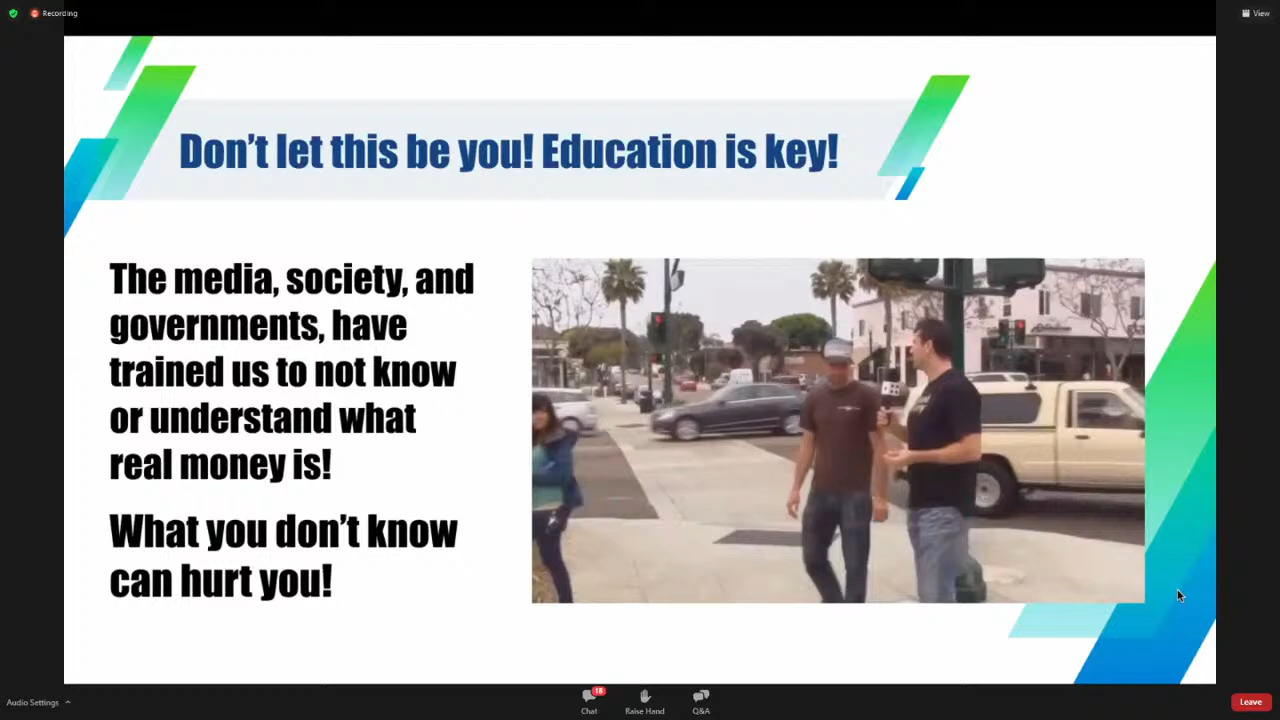 Recording
View
Don't let this be you! Education is key!
The media, society, and
governments, have
trained us to not know
or understand what
real money is!
What you don't know
can hurt you!
Audio Settings
18
Chat
Raise Hand
Q&A
Leave